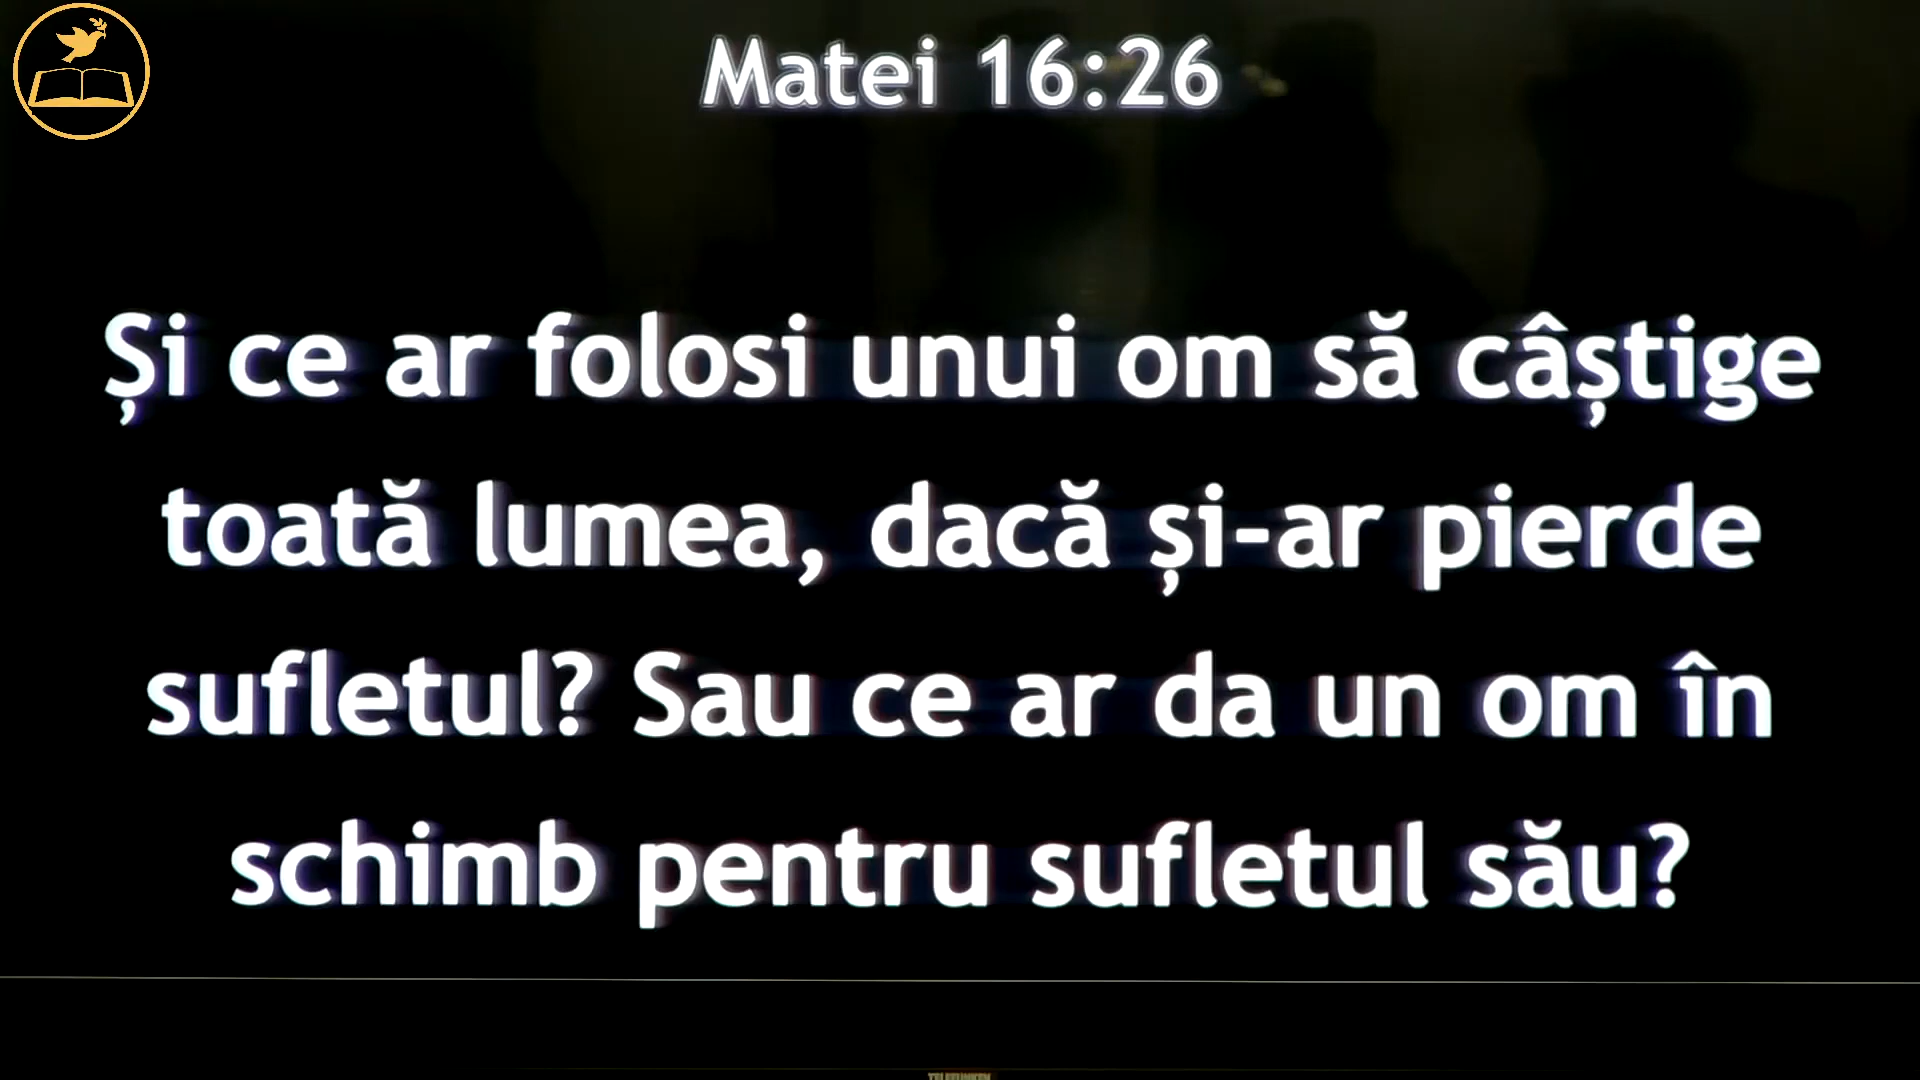 Matei 16:26
Și ce ar folosi unui om să câștige
toată lumea, dacă și-ar pierde
sufletul? Sau ce ar da un om în
schimb pentru sufletul său?
TELEFUNKEN